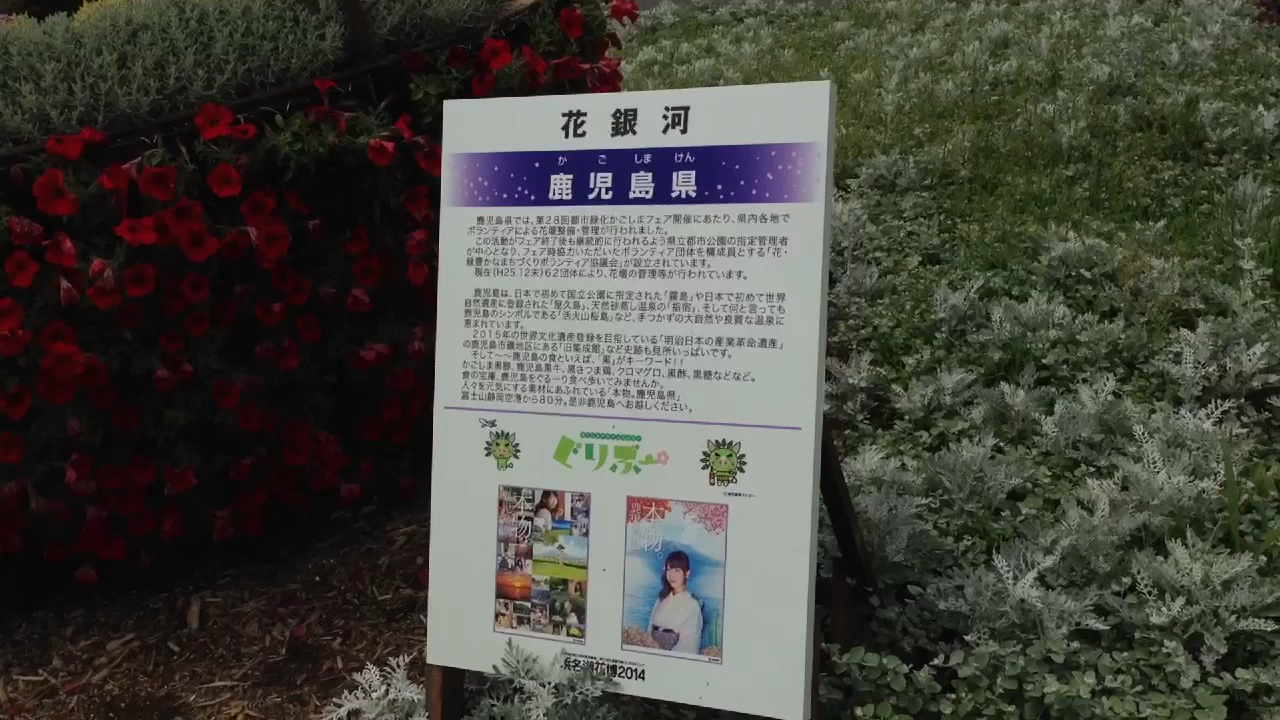 花銀河
かごしまけん
鹿児島県
鹿児島県では、第28回都市緑化かごしまフェア開催にあたり、県内各地で
ボランティアによる花壇整備・管理が行われました。
この活動がフェア終了後も継続的に行われるよう県立都市公園の指定管理者
が中心となり、フェア時協力いただいたボランティア団体を構成員とする「花・
緑豊かなまちづくりボランティア協議会」が設立されています。
現在(H25.12末)62団体により、花壇の管理等が行われています。
鹿児島は、日本で初めて国立公園に指定された「霧島」や日本で初めて世界
自然遺産に登録された「屋久島」、天然砂蒸し温泉の「指宿」、そして何と言っても
鹿児島のシンボルである「活火山桜島」など、手つかずの大自然や良質な温泉に
恵まれています。
2015年の世界文化遺産登録を目指している「明治日本の産業革命遺産」
の鹿児島市磯地区にある「旧集成館」など史跡も見所いっぱいです。
そして~~鹿児島の食といえば、「黒」がキーワード!!
かごしま黒豚、鹿児島黒牛、黒さつま鶏、クロマグロ、黒酢、黒糖などなど。
食の宝庫、鹿児島をぐるーり食べ歩いてみませんか。
人々を元気にする素材にあふれている「本物。鹿児島県」
富士山静岡空港から80分。是非鹿児島へお越しください。
ぐりぶー
本物。
本物。
浜名湖花博2014